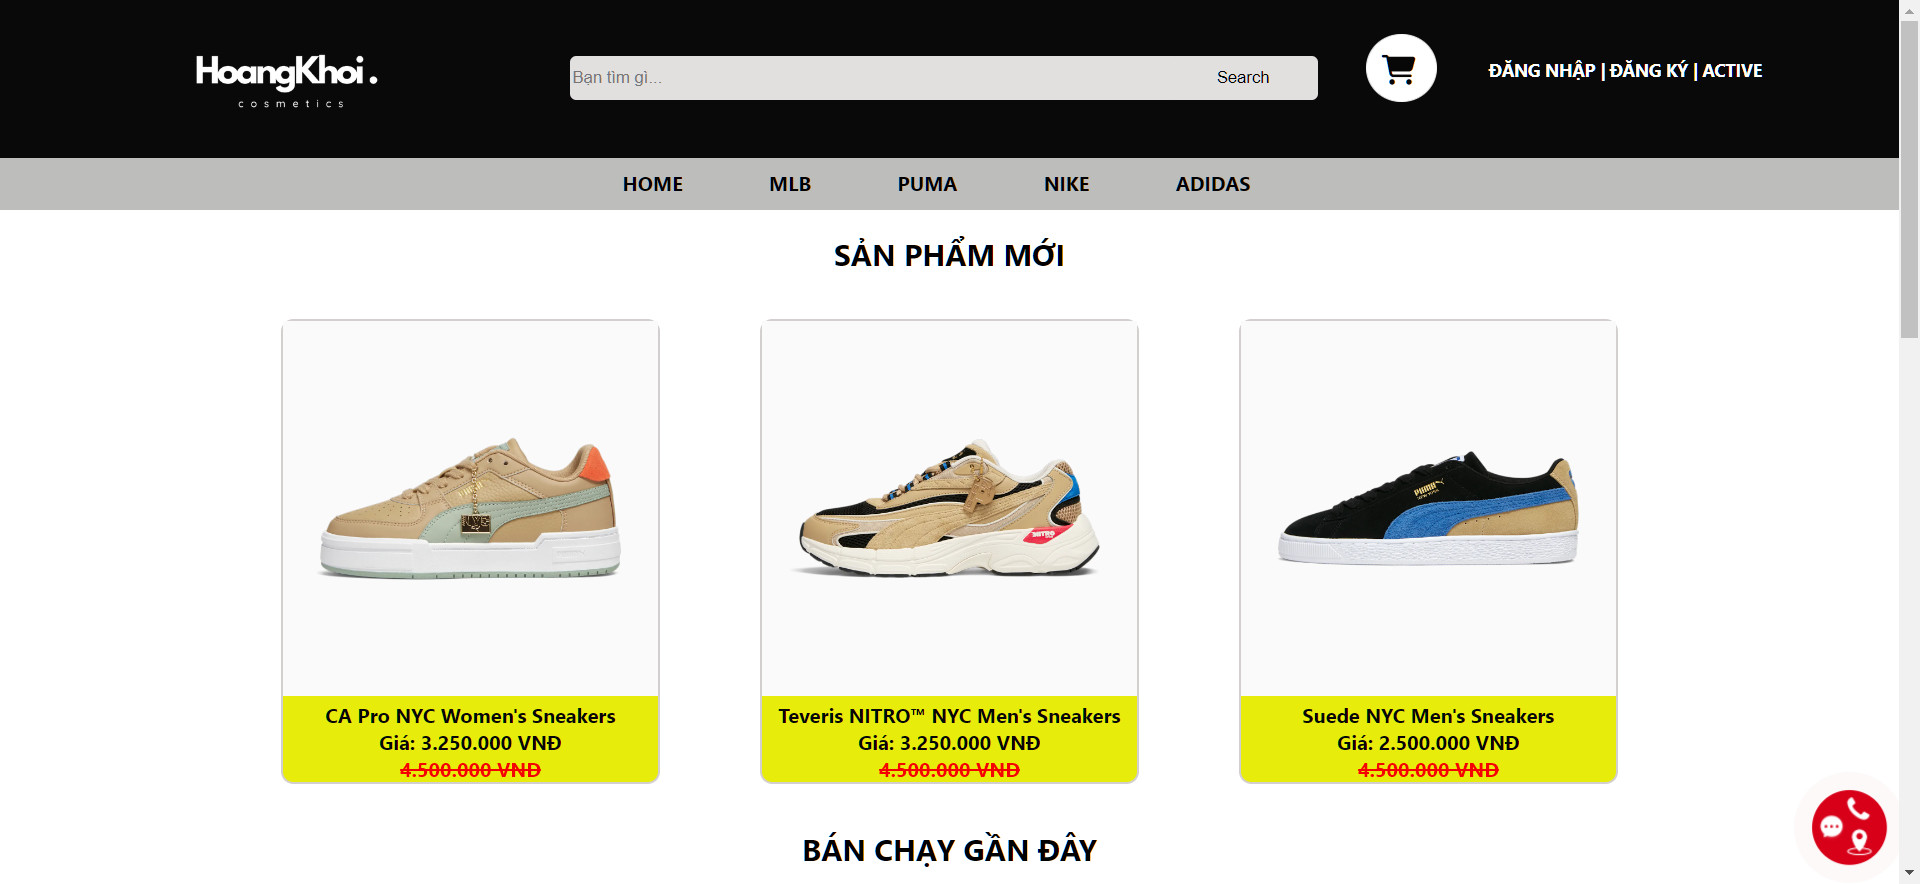 HoangKhoi.
cosmetics
Bạn tìm gì...
Search
ĐĂNG NHẬP | ĐĂNG KÝ | ACTIVE
HOME
MLB
PUMA
NIKE
ADIDAS
SẢN PHẨM MỚI
CA Pro NYC Women's Sneakers
Giá: 3.250.000 VNĐ
4.500.000 VNĐ
Teveris NITRO™ NYC Men's Sneakers
Giá: 3.250.000 VNĐ
4.500.000 VNĐ
Suede NYC Men's Sneakers
Giá: 2.500.000 VNĐ
4.500.000 VNĐ
BÁN CHẠY GẦN ĐÂY